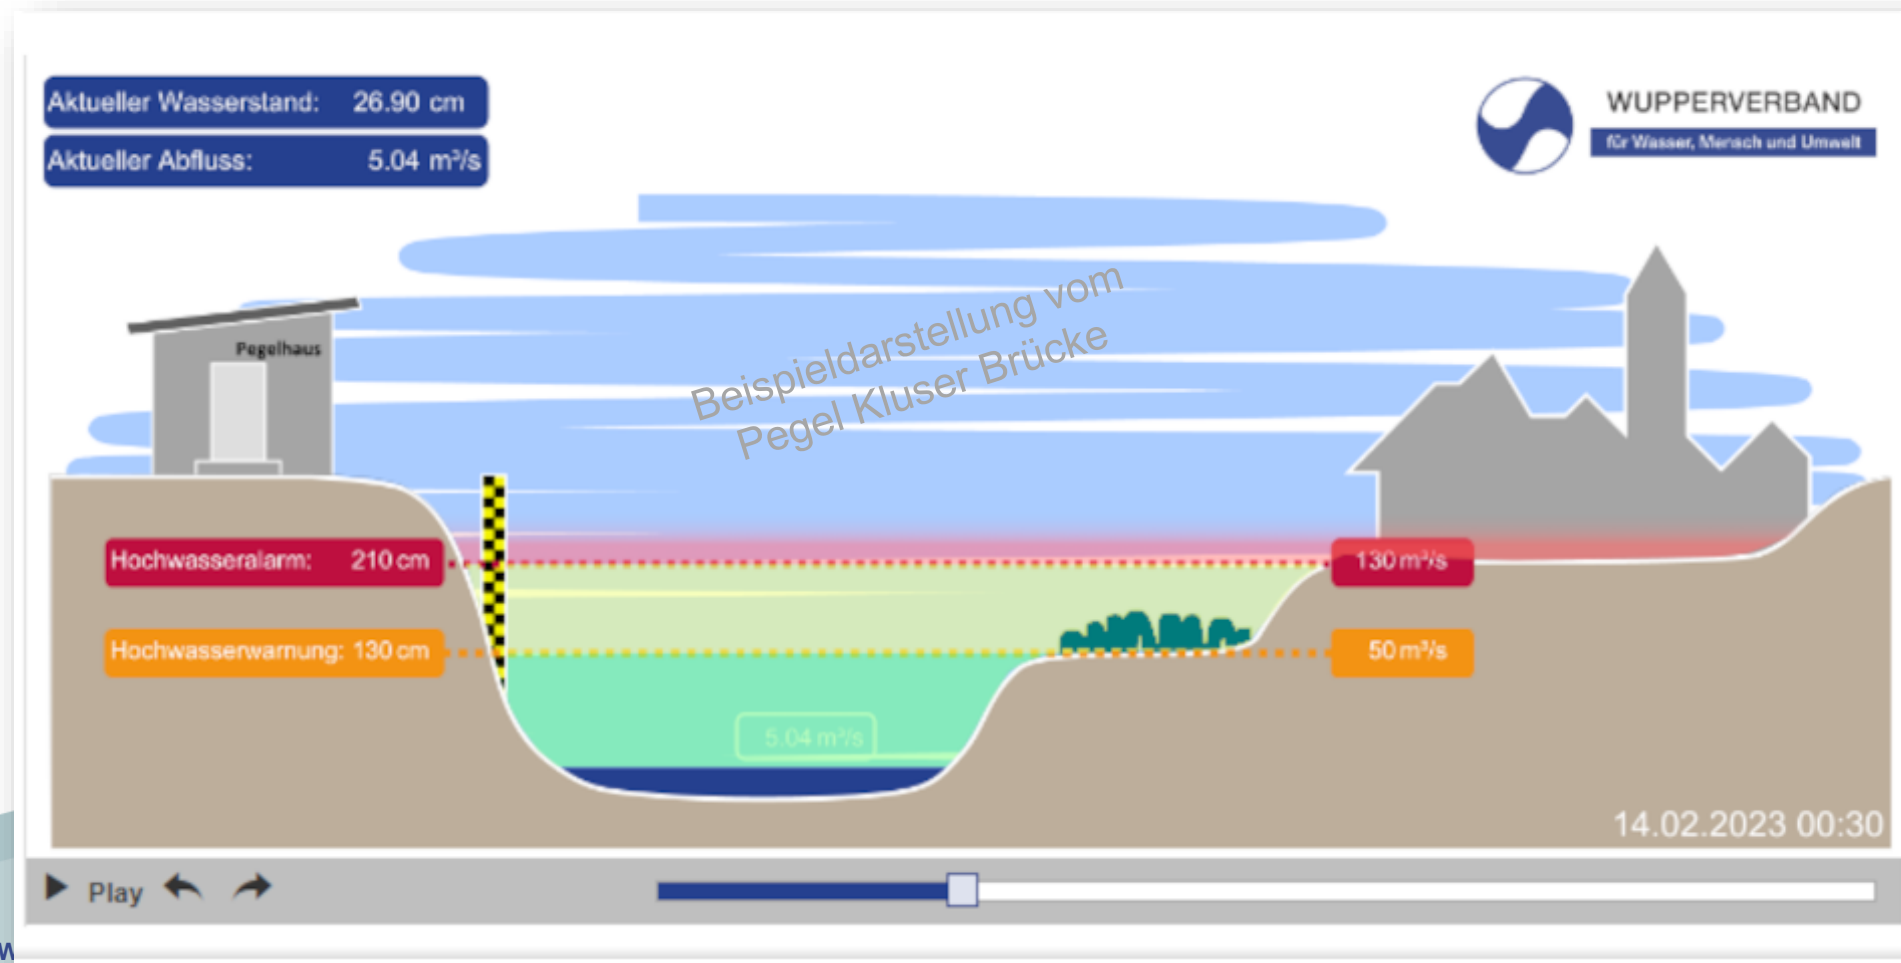 Aktueller Wasserstand: 26.90 cm
Aktueller Abfluss: 5.04 m³/s
WUPPERVERBAND
für Wasser, Mensch und Umwelt
Beispieldarstellung vom
Pegel Kluser Brücke
Pegelhaus
Hochwasseralarm: 210 cm
130 m³/s
Hochwasserwarnung: 130 cm
50 m³/s
5.04 m³/s
14.02.2023 00:30
Play
W